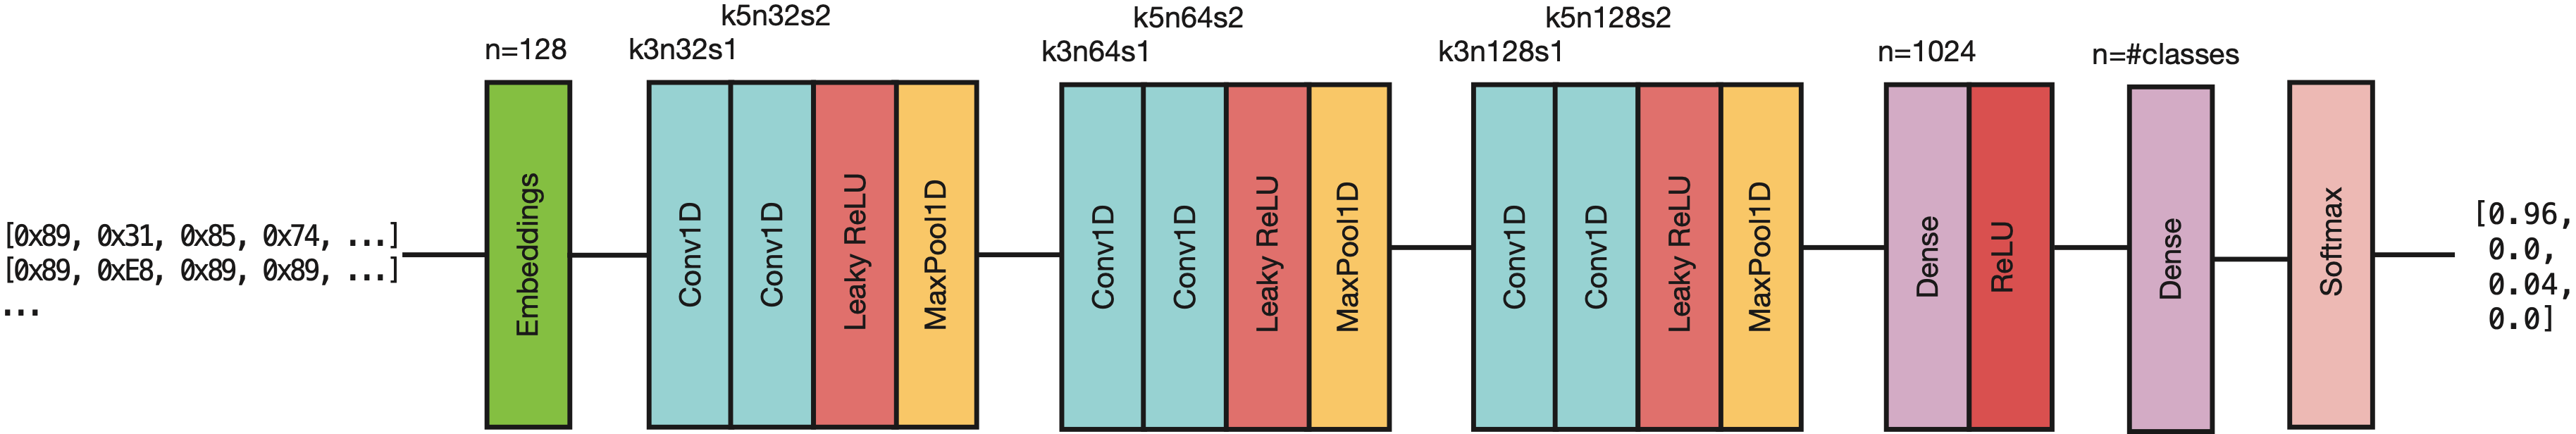 k5n32s2
k5n64s2
k5n128s2
n=128
k3n32s1
k3n64s1
k3n128s1
n=1024
n=#classes
[0x89, 0x31, 0x85, 0x74, ...]
[0x89, 0xE8, 0x89, 0x89, ...]
...
Embeddings
Conv1D
Conv1D
Leaky ReLU
MaxPool1D
Conv1D
Conv1D
Leaky ReLU
MaxPool1D
Conv1D
Conv1D
Leaky ReLU
MaxPool1D
Dense
ReLU
Dense
Softmax
[0.96,
0.0,
0.04,
0.0]